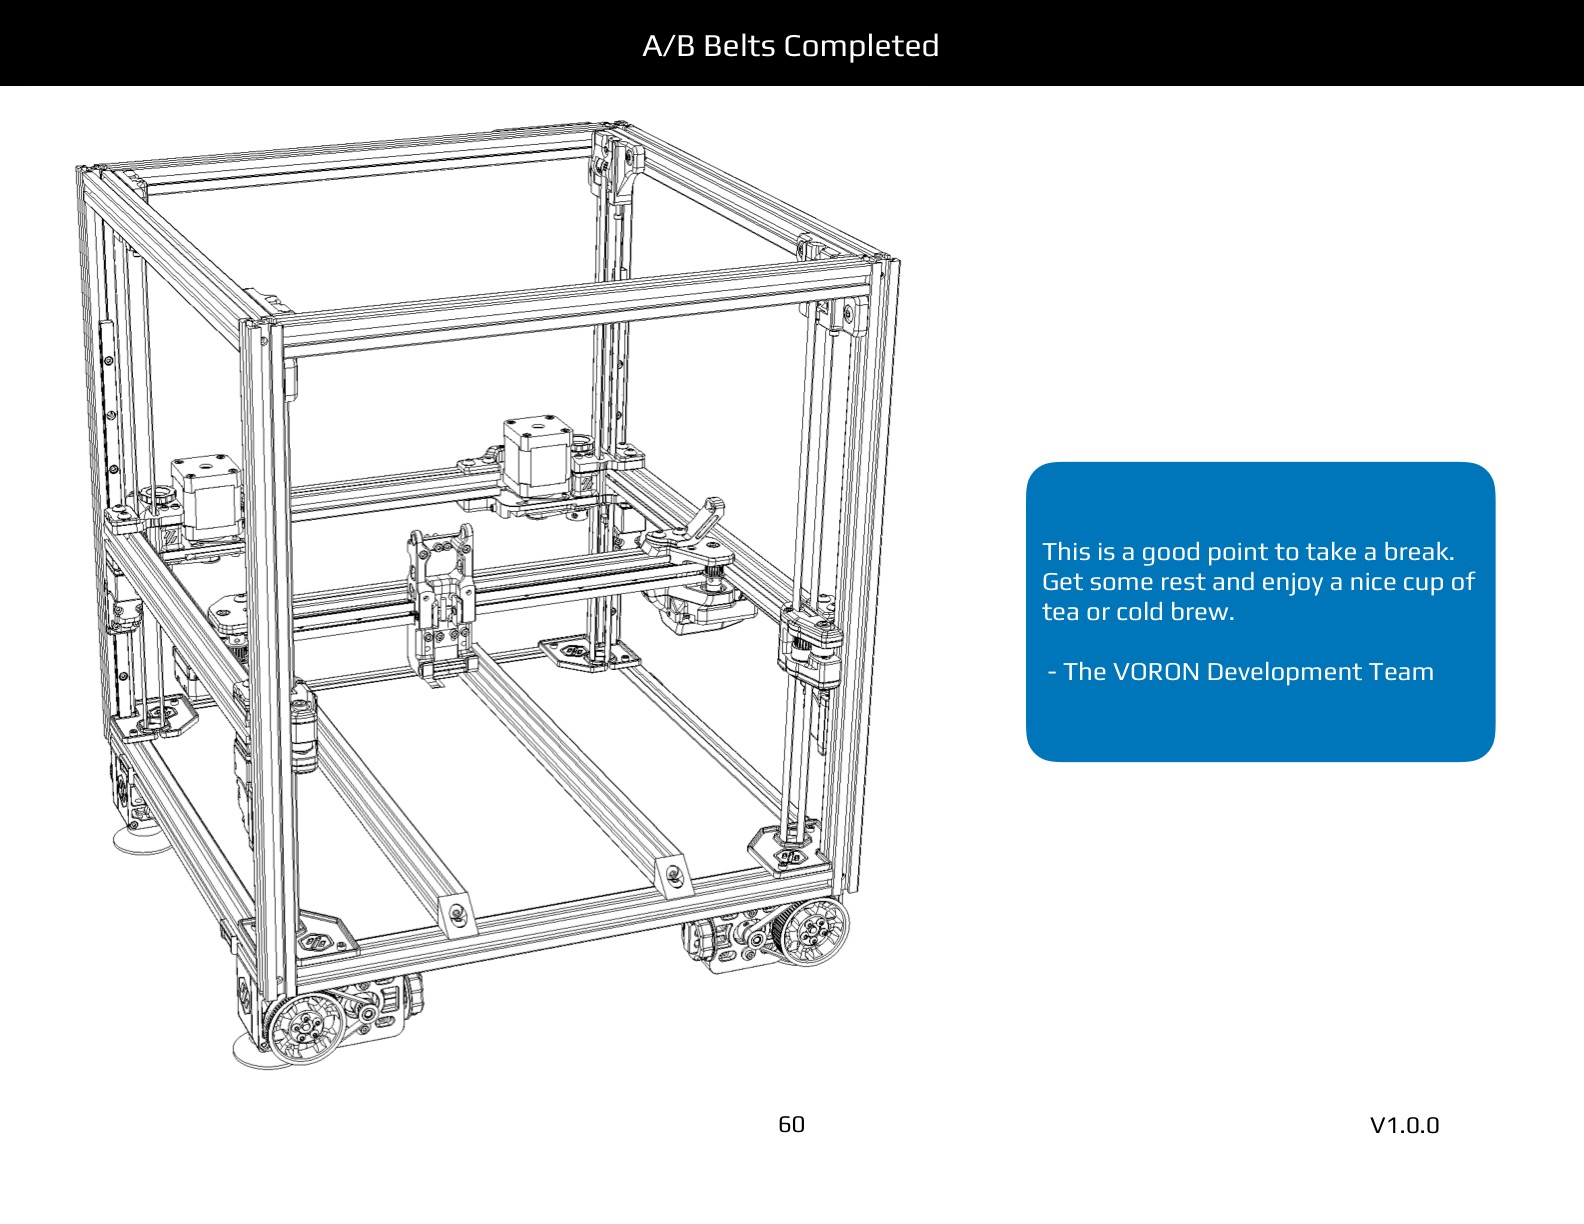 A/B Belts Completed
This is a good point to take a break.
Get some rest and enjoy a nice cup of
tea or cold brew.
- The VORON Development Team
60
V1.0.0